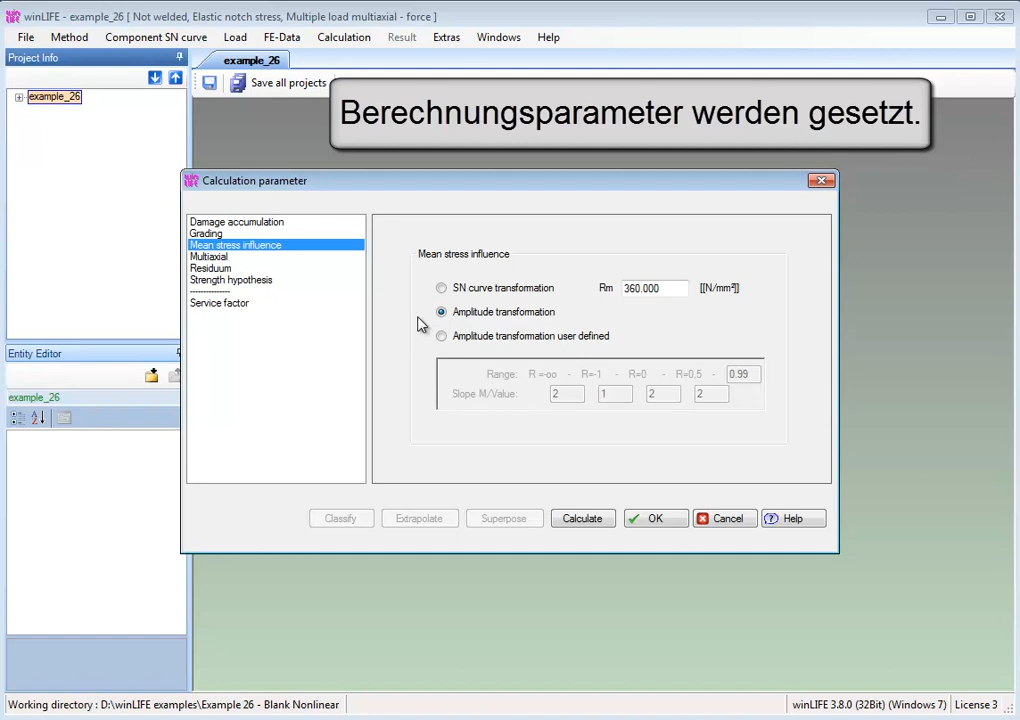 winLIFE - example_26 [ Not welded, Elastic notch stress, Multiple load multiaxial - force ]
File Method Component SN curve Load FE-Data Calculation Result Extras Windows Help
Project Info
example_26
example_26
Save all projects
Berechnungsparameter werden gesetzt.
Calculation parameter
Damage accumulation
Grading
Mean stress influence
Multiaxial
Residuum
Strength hypothesis
---------------
Service factor
Mean stress influence
SN curve transformation Rm 360.000 [[N/mm²]]
Amplitude transformation
Amplitude transformation user defined
Range: R =-oo - R=-1 - R=0 - R=0,5 - 0.99
Slope M/Value: 2 1 2 2
Classify Extrapolate Superpose Calculate OK Cancel Help
Entity Editor
example_26
Working directory : D:\winLIFE examples\Example 26 - Blank Nonlinear
winLIFE 3.8.0 (32Bit) (Windows 7) License 3